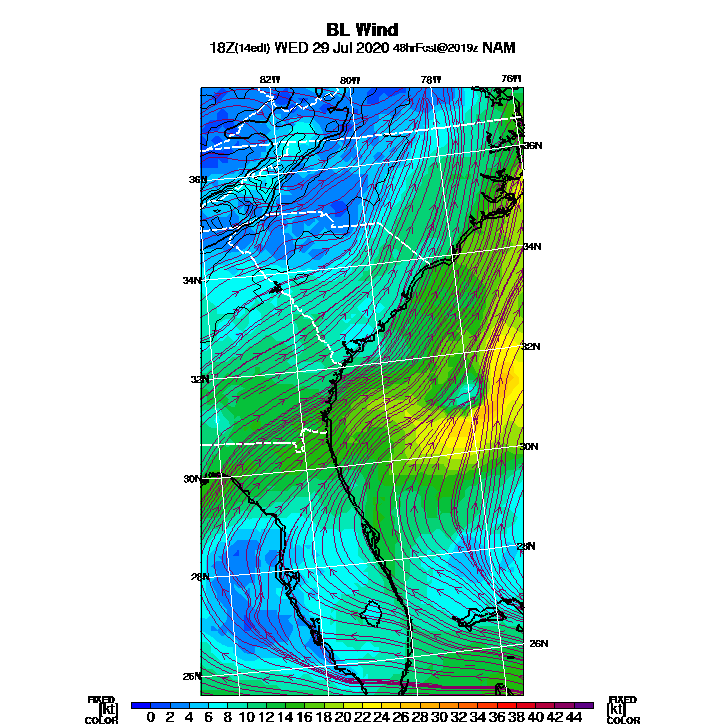 BL Wind
18Z(14edt) WED 29 Jul 2020 48hrFcst@2019z NAM
82W 80W 78W 76W
36N
36N
34N
34N
32N
32N
30N
30N
28N
28N
26N
26N
FIXED [kt] COLOR
0 2 4 6 8 10 12 14 16 18 20 22 24 26 28 30 32 34 36 38 40 42 44
FIXED [kt] COLOR